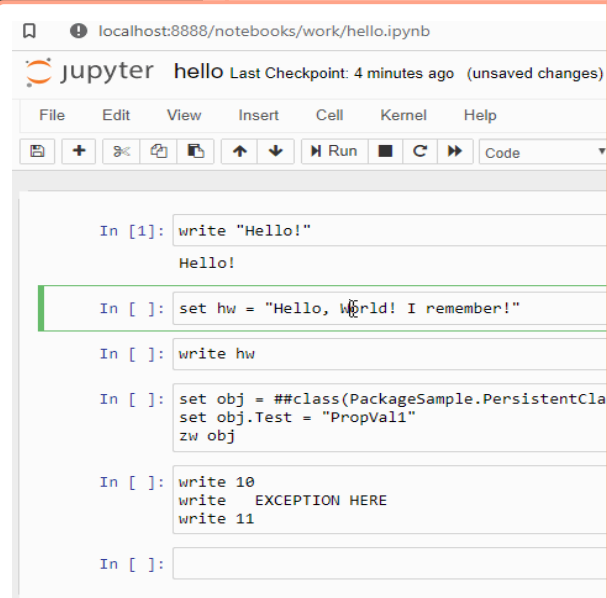 localhost:8888/notebooks/work/hello.ipynb
jupyter hello Last Checkpoint: 4 minutes ago (unsaved changes)
File Edit View Insert Cell Kernel Help
Run Code
In [1]: write "Hello!"
Hello!
In [ ]: set hw = "Hello, World! I remember!"
In [ ]: write hw
In [ ]: set obj = ##class(PackageSample.PersistentCla
set obj.Test = "PropVal1"
zw obj
In [ ]: write 10
write   EXCEPTION HERE
write 11
In [ ]: